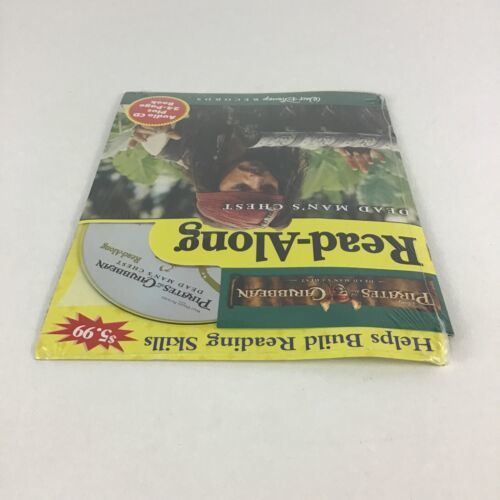 Helps Build Reading Skills
$5.99
PIRATES of the CARIBBEAN
DEAD MAN'S CHEST
PIRATES of the CARIBBEAN
DEAD MAN'S CHEST
Read-Along
Read-Along
DEAD MAN'S CHEST
Audio CD
Plus
24-Page
Book
WALT DISNEY RECORDS